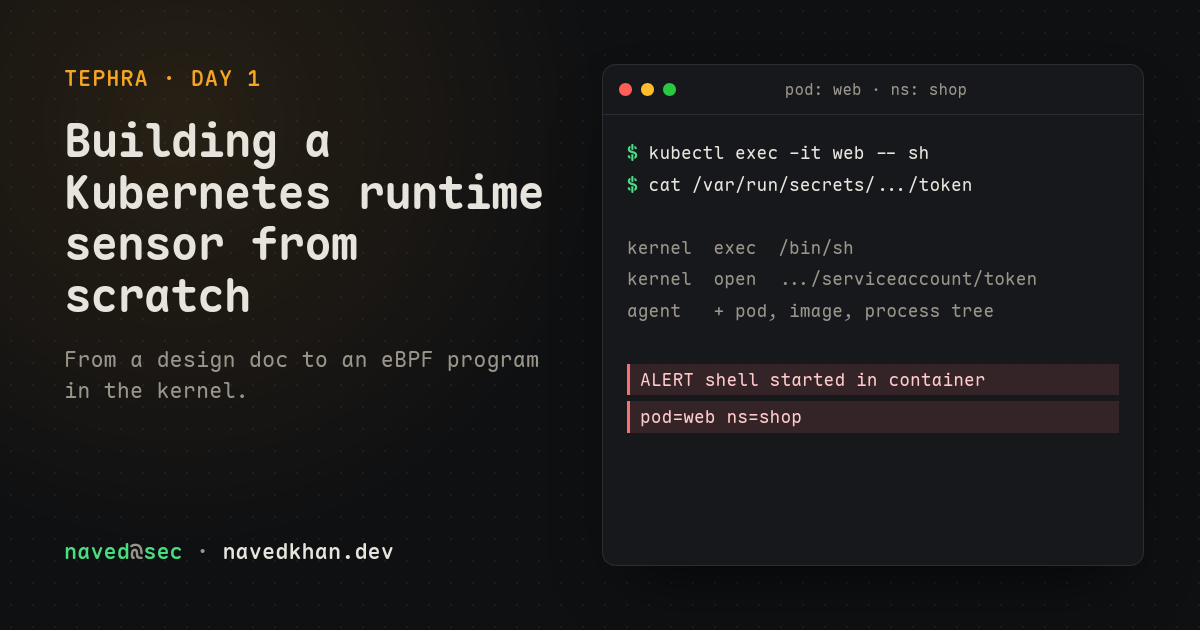 TEPHRA · DAY 1
Building a
Kubernetes runtime
sensor from
scratch
From a design doc to an eBPF program
in the kernel.
naved@sec · navedkhan.dev
pod: web · ns: shop
$ kubectl exec -it web -- sh
$ cat /var/run/secrets/.../token
kernel  exec  /bin/sh
kernel  open  .../serviceaccount/token
agent   + pod, image, process tree
ALERT shell started in container
pod=web ns=shop